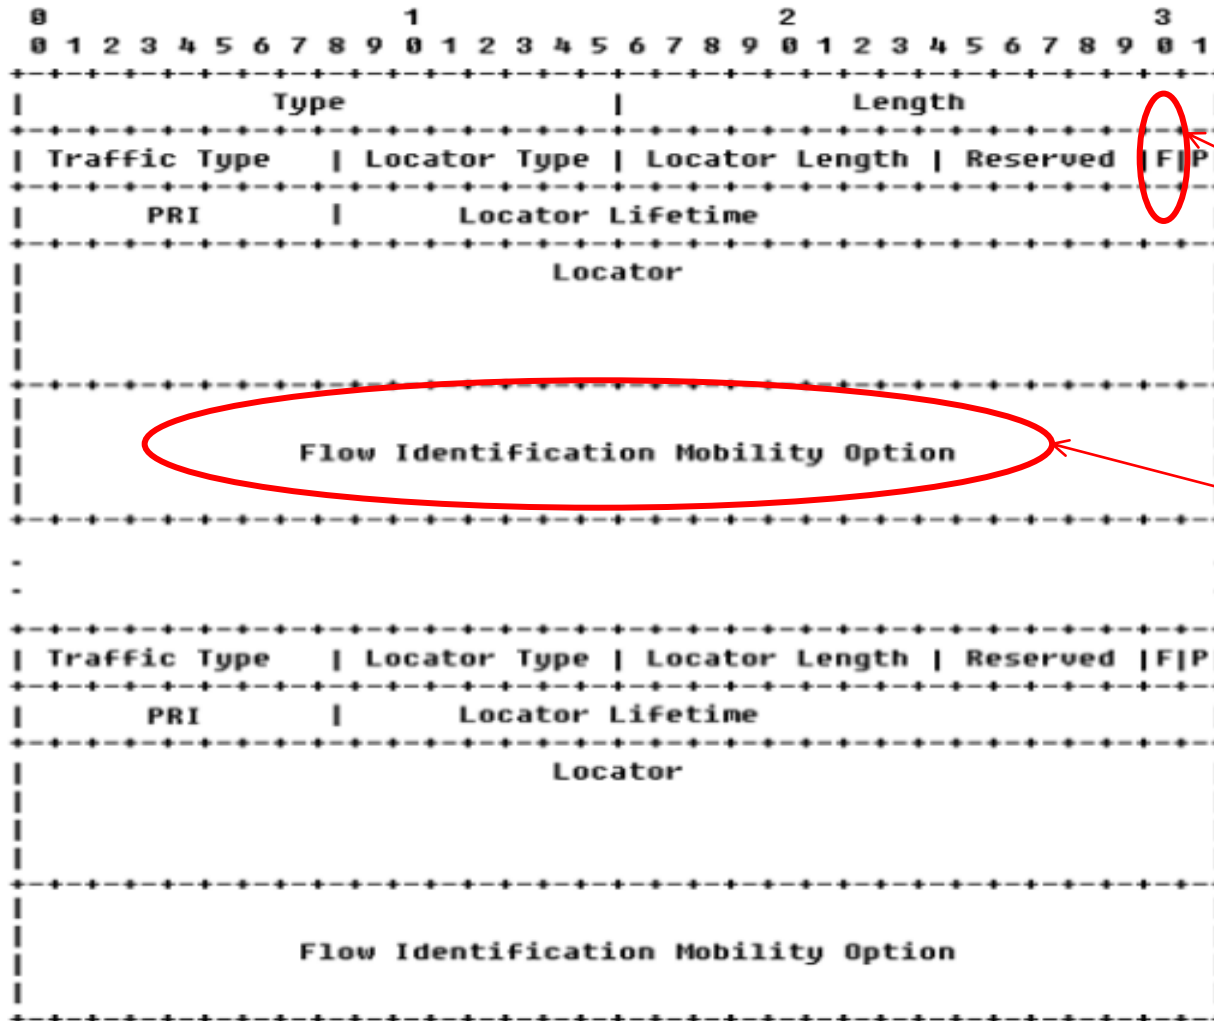 0 1 2 3
0 1 2 3 4 5 6 7 8 9 0 1 2 3 4 5 6 7 8 9 0 1 2 3 4 5 6 7 8 9 0 1
+-+-+-+-+-+-+-+-+-+-+-+-+-+-+-+-+-+-+-+-+-+-+-+-+-+-+-+-+-+-+-+-
| Type | Length
+-+-+-+-+-+-+-+-+-+-+-+-+-+-+-+-+-+-+-+-+-+-+-+-+-+-+-+-+-+-+-+-
| Traffic Type | Locator Type | Locator Length | Reserved |F|P
+-+-+-+-+-+-+-+-+-+-+-+-+-+-+-+-+-+-+-+-+-+-+-+-+-+-+-+-+-+-+-+-
| PRI | Locator Lifetime
+-+-+-+-+-+-+-+-+-+-+-+-+-+-+-+-+-+-+-+-+-+-+-+-+-+-+-+-+-+-+-+-
| Locator
|
|
|
+-+-+-+-+-+-+-+-+-+-+-+-+-+-+-+-+-+-+-+-+-+-+-+-+-+-+-+-+-+-+-+-
|
| Flow Identification Mobility Option
|
|
+-+-+-+-+-+-+-+-+-+-+-+-+-+-+-+-+-+-+-+-+-+-+-+-+-+-+-+-+-+-+-+-
-
-
+-+-+-+-+-+-+-+-+-+-+-+-+-+-+-+-+-+-+-+-+-+-+-+-+-+-+-+-+-+-+-+-
| Traffic Type | Locator Type | Locator Length | Reserved |F|P
+-+-+-+-+-+-+-+-+-+-+-+-+-+-+-+-+-+-+-+-+-+-+-+-+-+-+-+-+-+-+-+-
| PRI | Locator Lifetime
+-+-+-+-+-+-+-+-+-+-+-+-+-+-+-+-+-+-+-+-+-+-+-+-+-+-+-+-+-+-+-+-
| Locator
|
|
|
+-+-+-+-+-+-+-+-+-+-+-+-+-+-+-+-+-+-+-+-+-+-+-+-+-+-+-+-+-+-+-+-
|
| Flow Identification Mobility Option
|
|
+-+-+-+-+-+-+-+-+-+-+-+-+-+-+-+-+-+-+-+-+-+-+-+-+-+-+-+-+-+-+-+-